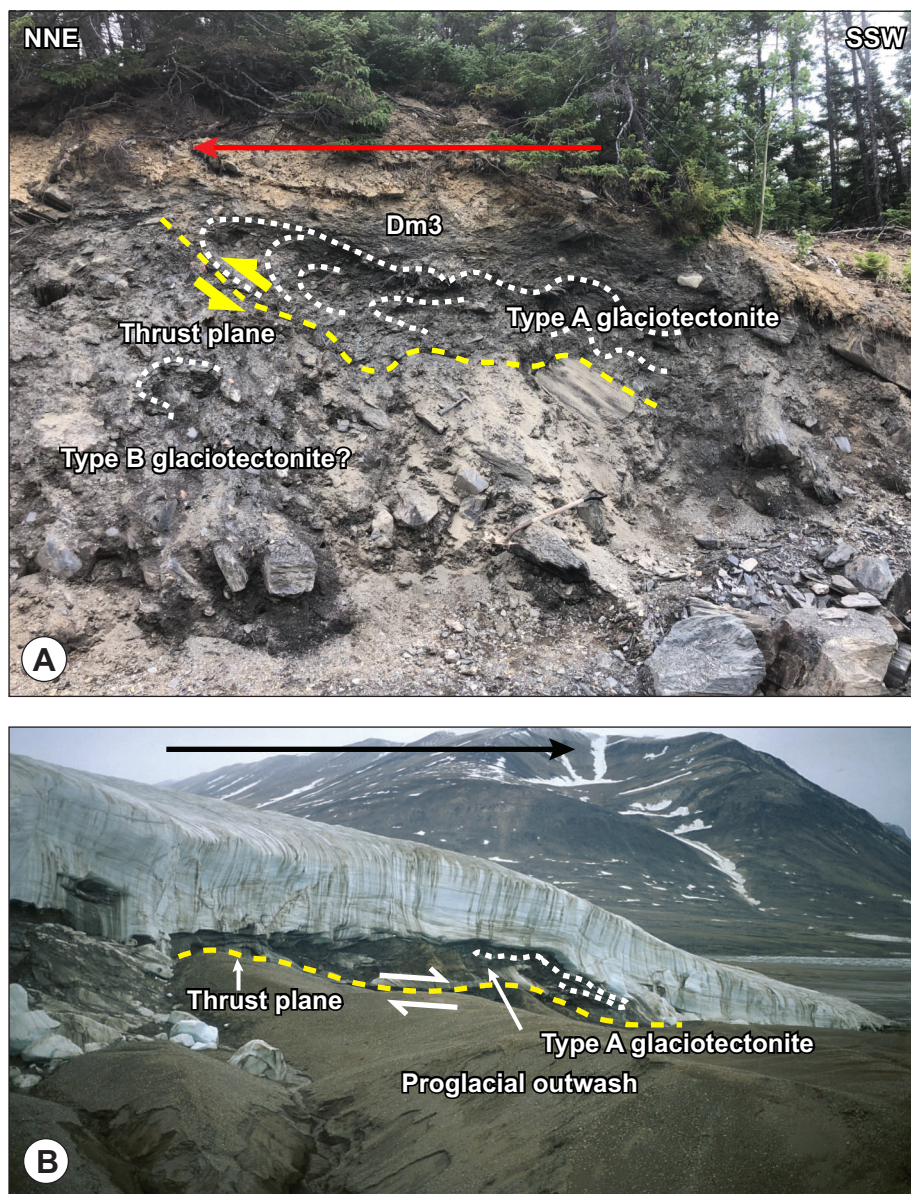 NNE
SSW
Dm3
Type A glaciotectonite
Thrust plane
Type B glaciotectonite?
A
Thrust plane
Type A glaciotectonite
Proglacial outwash
B